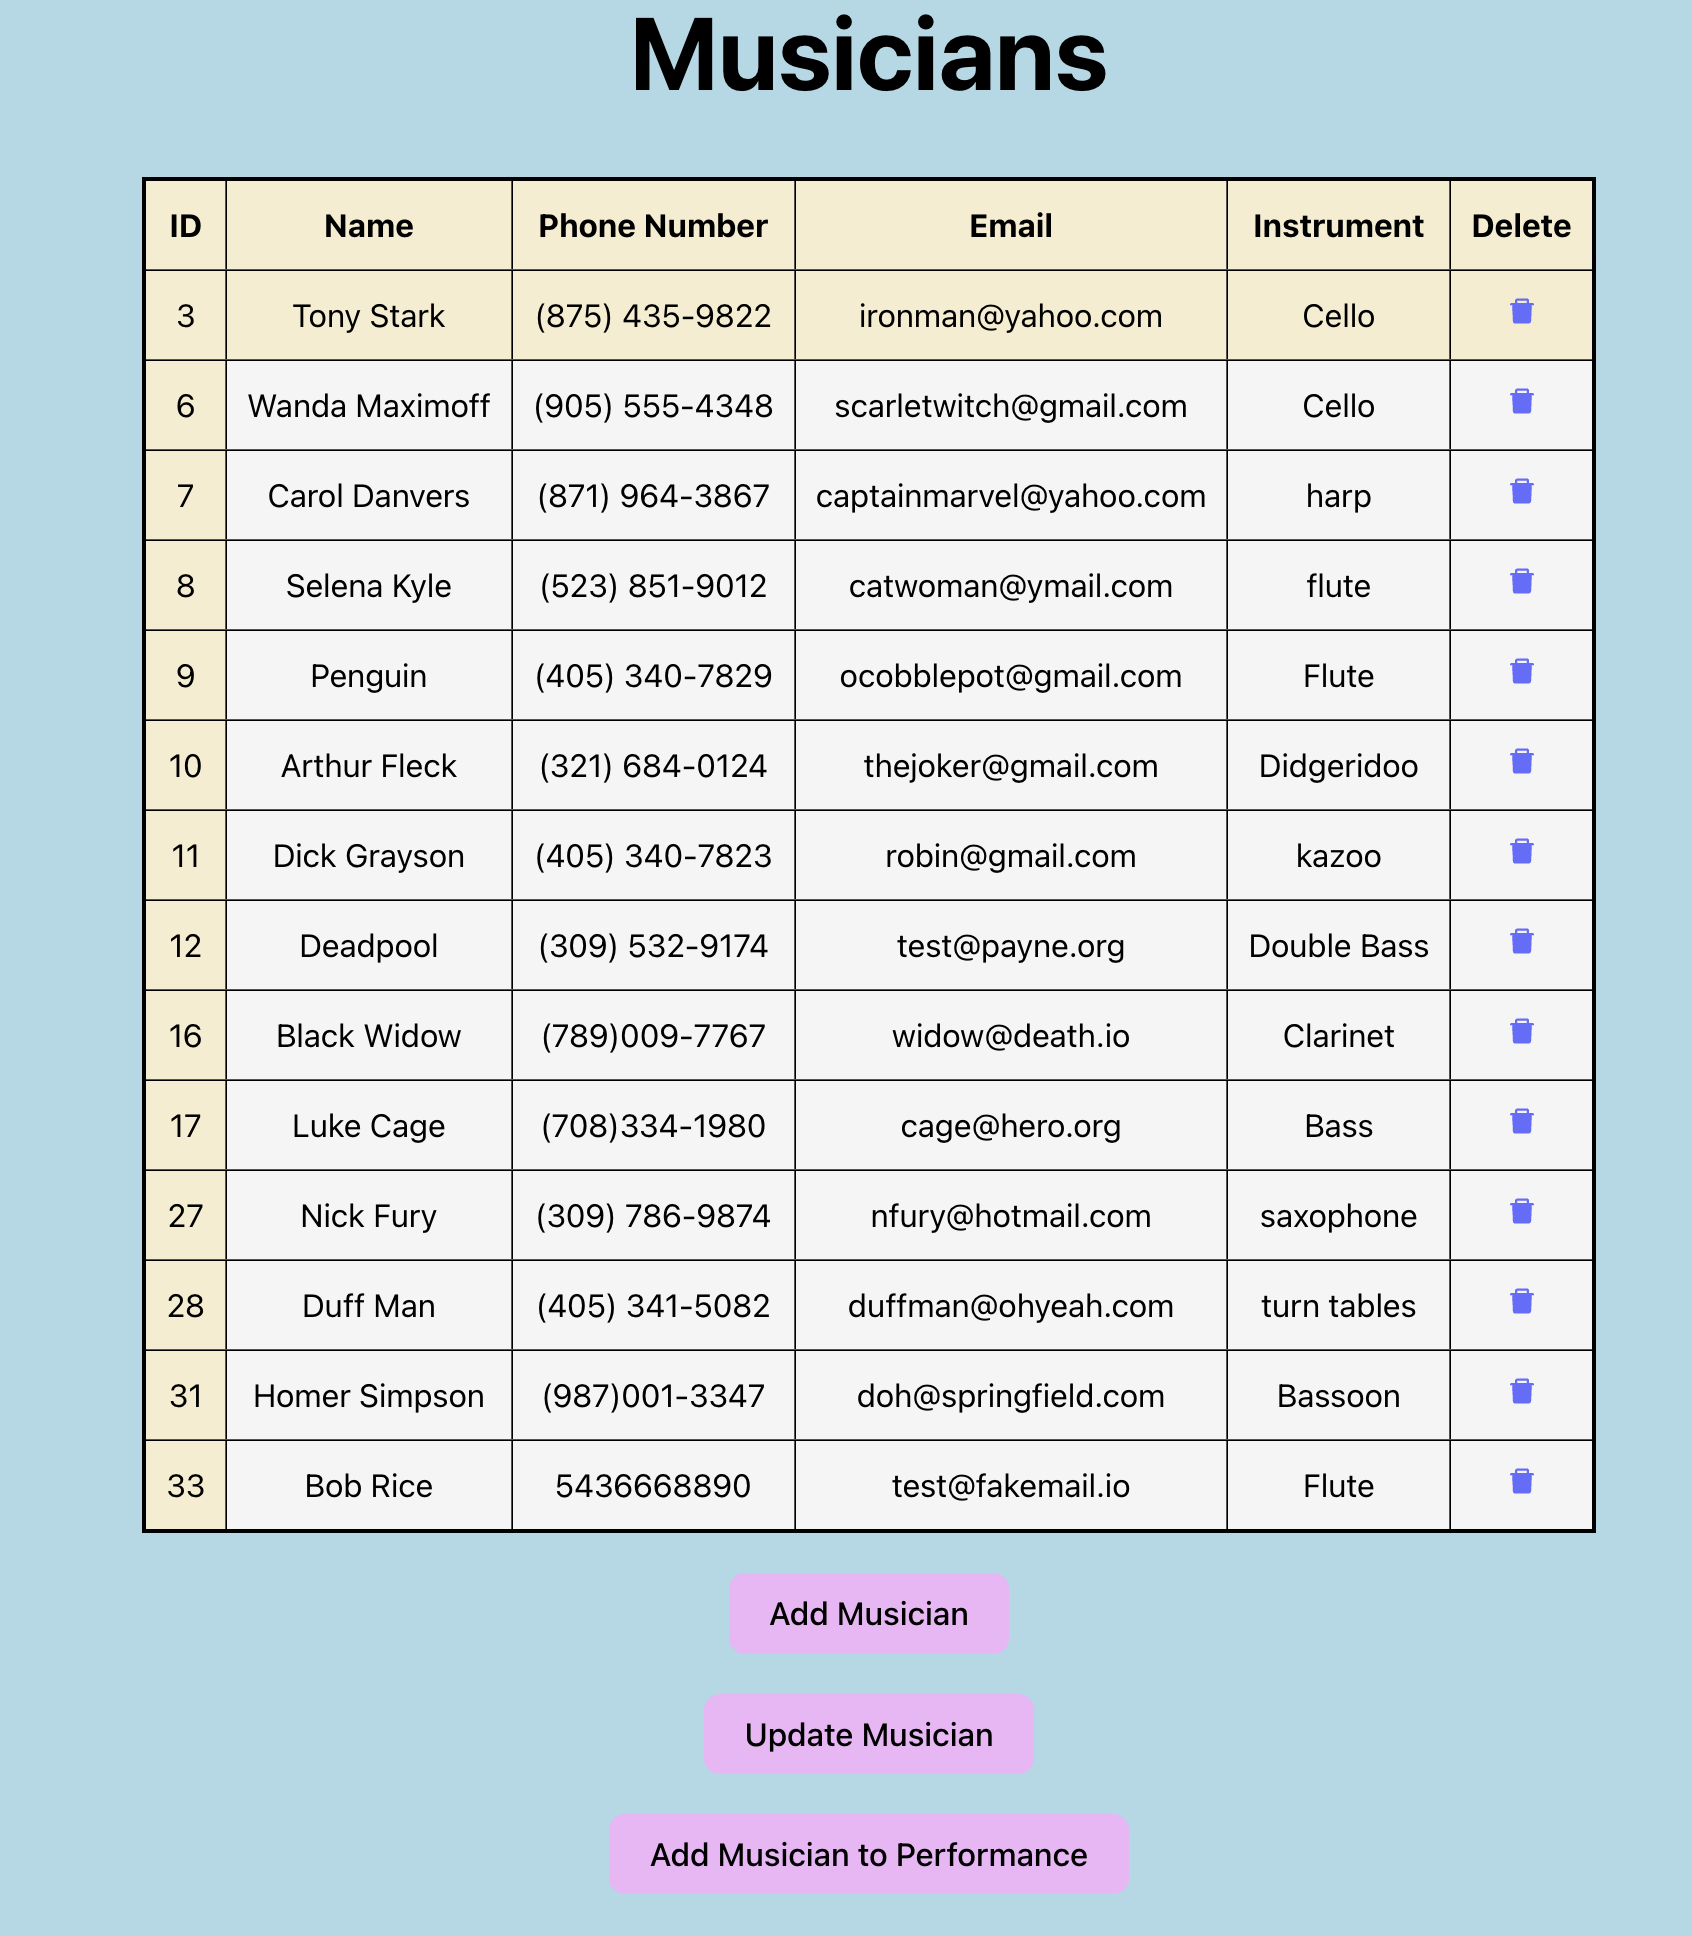 Musicians
ID Name Phone Number Email Instrument Delete
3 Tony Stark (875) 435-9822 ironman@yahoo.com Cello
6 Wanda Maximoff (905) 555-4348 scarletwitch@gmail.com Cello
7 Carol Danvers (871) 964-3867 captainmarvel@yahoo.com harp
8 Selena Kyle (523) 851-9012 catwoman@ymail.com flute
9 Penguin (405) 340-7829 ocobblepot@gmail.com Flute
10 Arthur Fleck (321) 684-0124 thejoker@gmail.com Didgeridoo
11 Dick Grayson (405) 340-7823 robin@gmail.com kazoo
12 Deadpool (309) 532-9174 test@payne.org Double Bass
16 Black Widow (789)009-7767 widow@death.io Clarinet
17 Luke Cage (708)334-1980 cage@hero.org Bass
27 Nick Fury (309) 786-9874 nfury@hotmail.com saxophone
28 Duff Man (405) 341-5082 duffman@ohyeah.com turn tables
31 Homer Simpson (987)001-3347 doh@springfield.com Bassoon
33 Bob Rice 5436668890 test@fakemail.io Flute
Add Musician
Update Musician
Add Musician to Performance